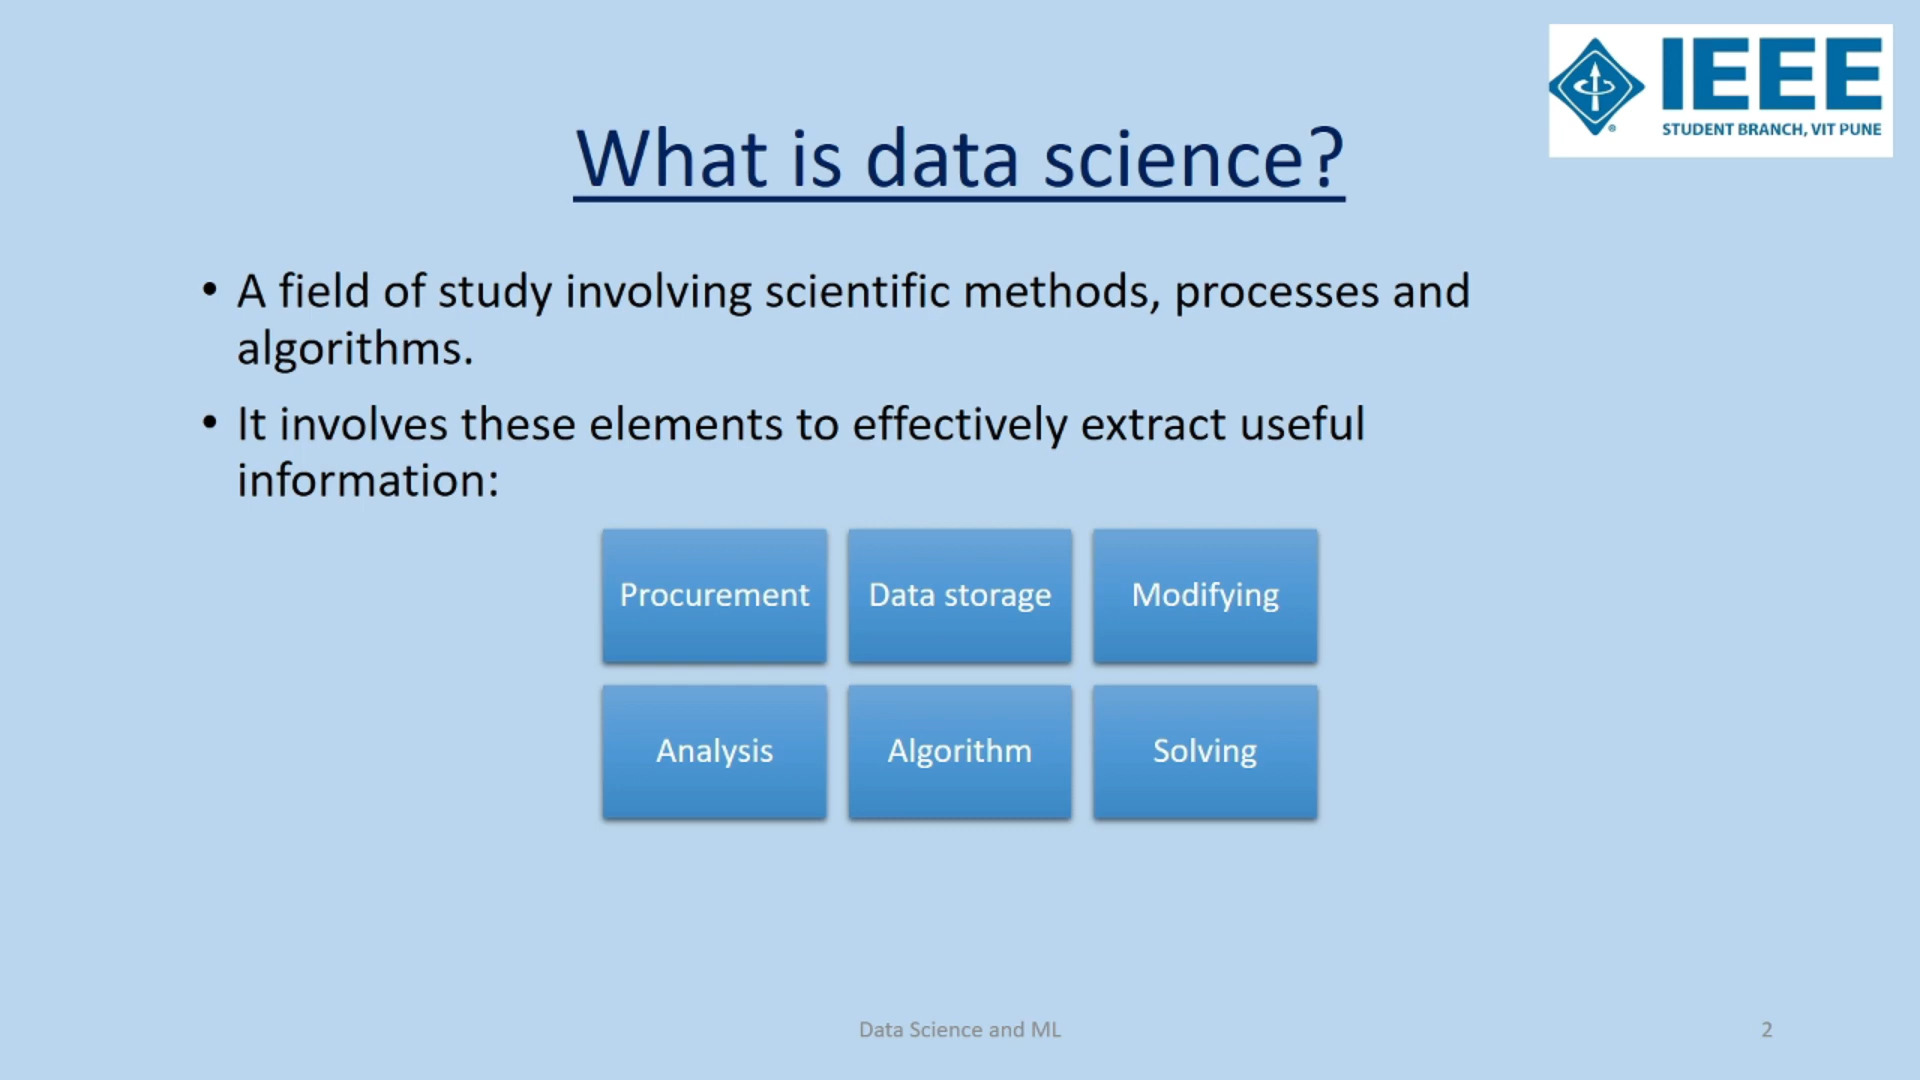 IEEE
STUDENT BRANCH, VIT PUNE
What is data science?
• A field of study involving scientific methods, processes and
algorithms.
• It involves these elements to effectively extract useful
information:
Procurement
Data storage
Modifying
Analysis
Algorithm
Solving
Data Science and ML
2